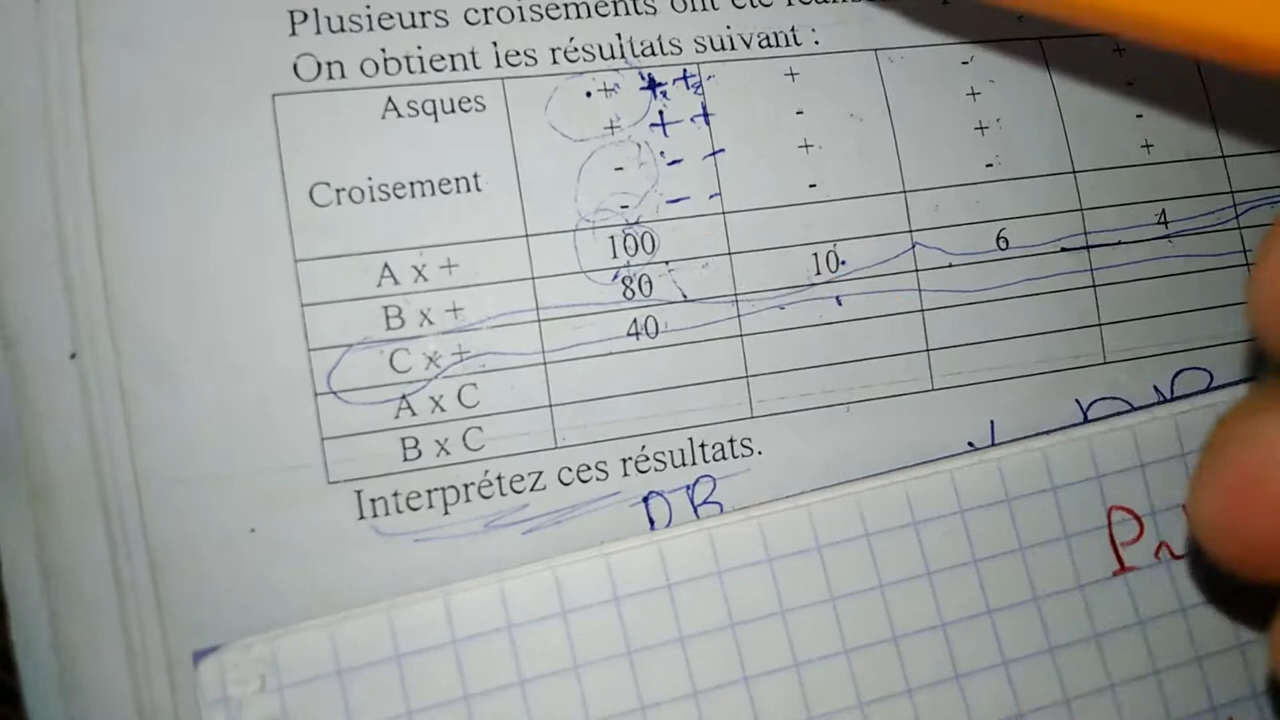 Plusieurs croisements ont été
On obtient les résultats suivant :
Asques + + + + - +
+ + + - + -
Croisement - - - + + -
- - - - - +
A x + 100 10 6 4
B x + 80
C x + 40
A x C
B x C
Interprétez ces résultats.
DR